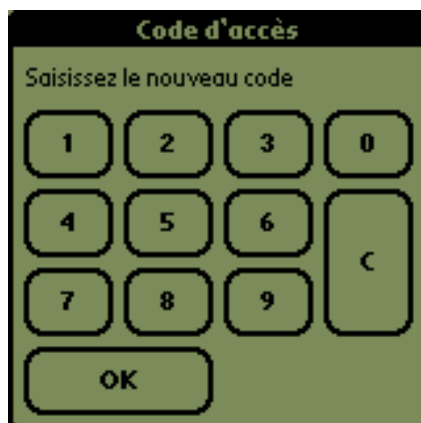 Code d'accès
Saisissez le nouveau code
1 2 3 0
4 5 6
C
7 8 9
OK